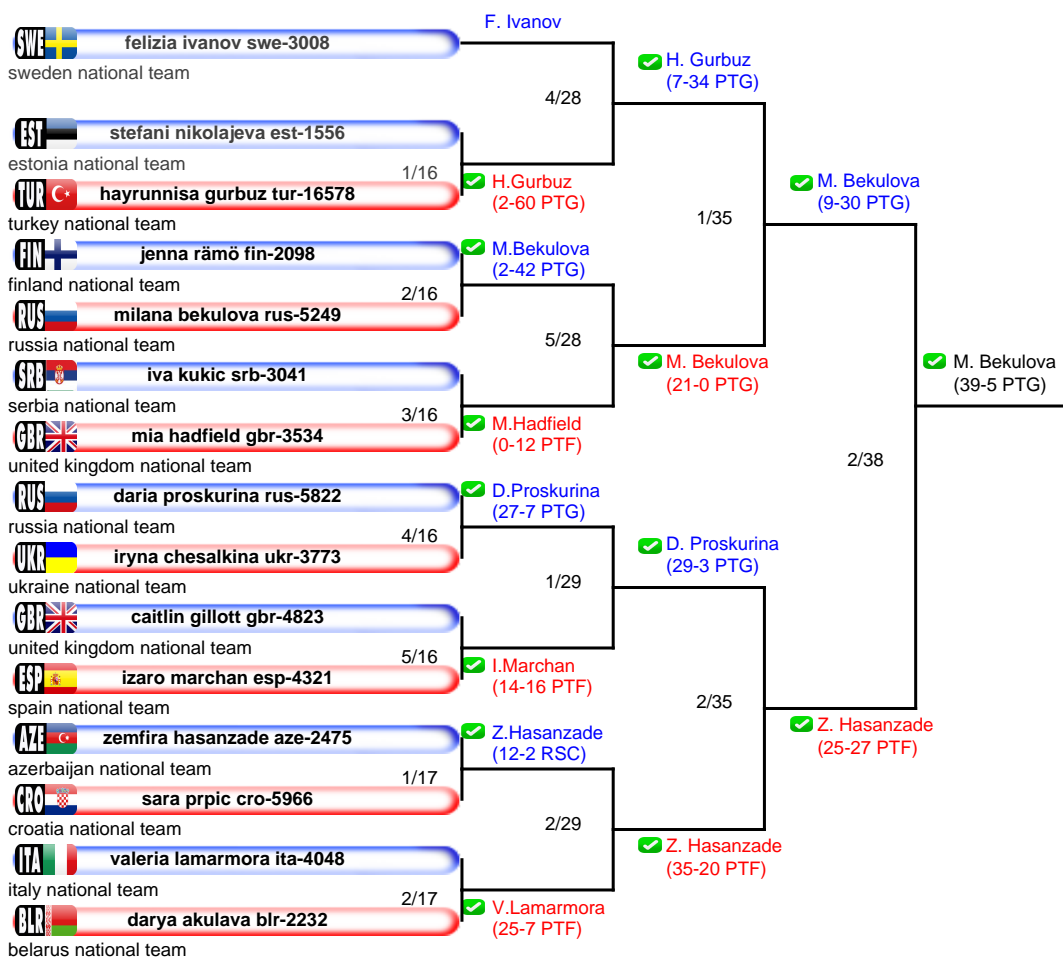 F. Ivanov
SWE felizia ivanov swe-3008
sweden national team
H. Gurbuz
(7-34 PTG)
4/28
EST stefani nikolajeva est-1556
estonia national team
1/16
H.Gurbuz
(2-60 PTG)
TUR hayrunnisa gurbuz tur-16578
turkey national team
M. Bekulova
(9-30 PTG)
1/35
FIN jenna rämö fin-2098
finland national team
M.Bekulova
(2-42 PTG)
2/16
RUS milana bekulova rus-5249
russia national team
5/28
M. Bekulova
(21-0 PTG)
M. Bekulova
(39-5 PTG)
SRB iva kukic srb-3041
serbia national team
3/16
M.Hadfield
(0-12 PTF)
GBR mia hadfield gbr-3534
united kingdom national team
2/38
RUS daria proskurina rus-5822
russia national team
D.Proskurina
(27-7 PTG)
4/16
UKR iryna chesalkina ukr-3773
ukraine national team
D. Proskurina
(29-3 PTG)
1/29
GBR caitlin gillott gbr-4823
united kingdom national team
5/16
I.Marchan
(14-16 PTF)
ESP izaro marchan esp-4321
spain national team
2/35
Z. Hasanzade
(25-27 PTF)
AZE zemfira hasanzade aze-2475
azerbaijan national team
Z.Hasanzade
(12-2 RSC)
1/17
CRO sara prpic cro-5966
croatia national team
2/29
Z. Hasanzade
(35-20 PTF)
ITA valeria lamarmora ita-4048
italy national team
2/17
V.Lamarmora
(25-7 PTF)
BLR darya akulava blr-2232
belarus national team